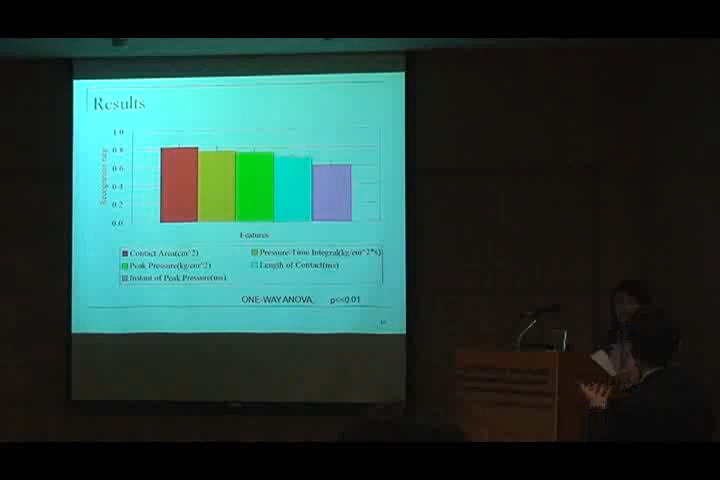 Results
1.0
0.8
0.6
0.4
0.2
0.0
Recognition rate
Features
Contact Area(cm^2)
Pressure-Time Integral(kg/cm^2*s)
Peak Pressure(kg/cm^2)
Length of Contact(ms)
Instant of Peak Pressure(ms)
ONE-WAY ANOVA, p<<0.01